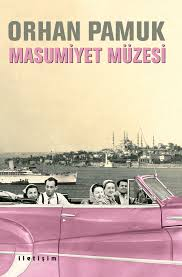 ORHAN PAMUK
MASUMİYET MÜZESİ
iletişim